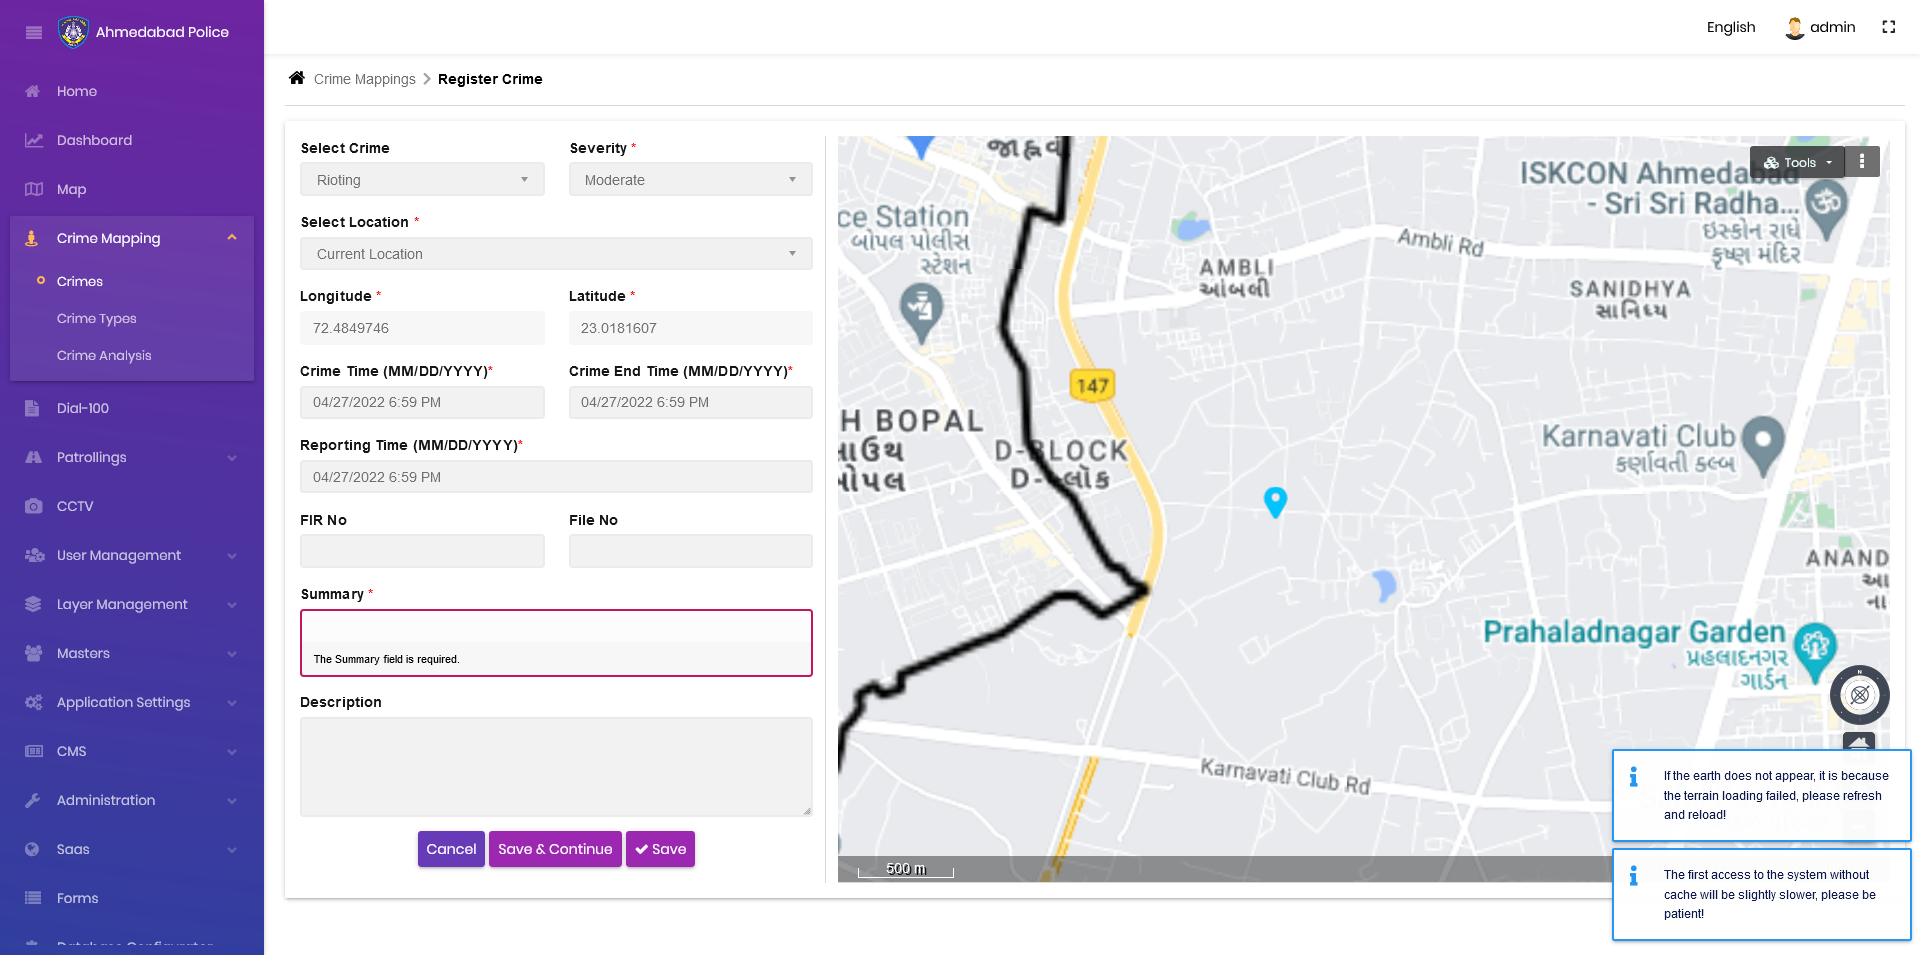 Ahmedabad Police
English
admin
Home
Dashboard
Map
Crime Mapping
Crimes
Crime Types
Crime Analysis
Dial-100
Patrollings
CCTV
User Management
Layer Management
Masters
Application Settings
CMS
Administration
Saas
Forms
Database Configurator
Crime Mappings
Register Crime
Select Crime
Severity *
Rioting
Moderate
Select Location *
Current Location
Longitude *
Latitude *
72.4849746
23.0181607
Crime Time (MM/DD/YYYY)*
Crime End Time (MM/DD/YYYY)*
04/27/2022 6:59 PM
04/27/2022 6:59 PM
Reporting Time (MM/DD/YYYY)*
04/27/2022 6:59 PM
FIR No
File No
Summary *
The Summary field is required.
Description
Cancel
Save & Continue
Save
Tools
ISKCON Ahmedabad
- Sri Sri Radha...
ઇસ્કોન રાધે
કૃષ્ણ મંદિર
ce Station
બોપલ પોલીસ
સ્ટેશન
Ambli Rd
AMBLI
આંબલી
SANIDHYA
સાનિધ્ય
147
H BOPAL
સાઉથ
બોપલ
D-BLOCK
Karnavati Club
કર્ણાવતી ક્લબ
ANAND
Prahaladnagar Garden
પ્રહલાદનગર
ગાર્ડન
Karnavati Club Rd
500 m
If the earth does not appear, it is because
the terrain loading failed, please refresh
and reload!
The first access to the system without
cache will be slightly slower, please be
patient!